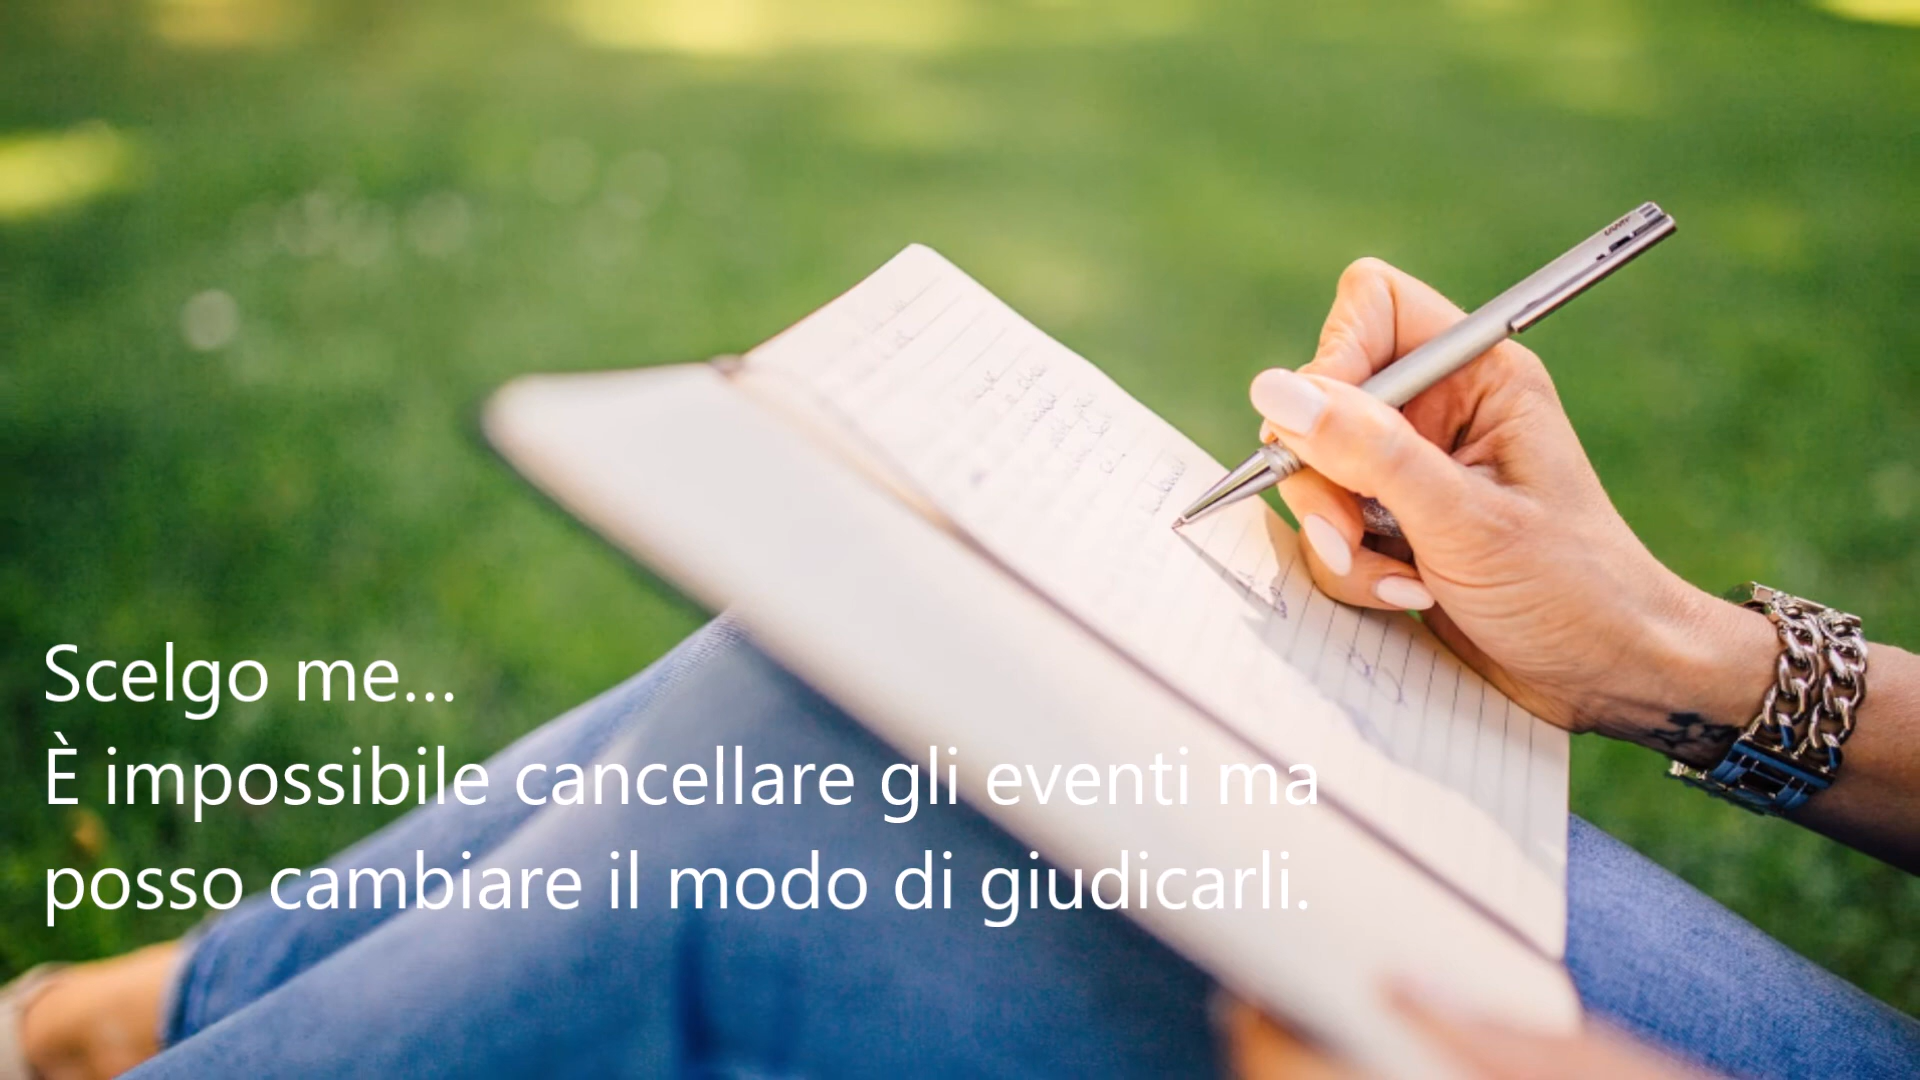 Scelgo me...
È impossibile cancellare gli eventi ma
posso cambiare il modo di giudicarli.